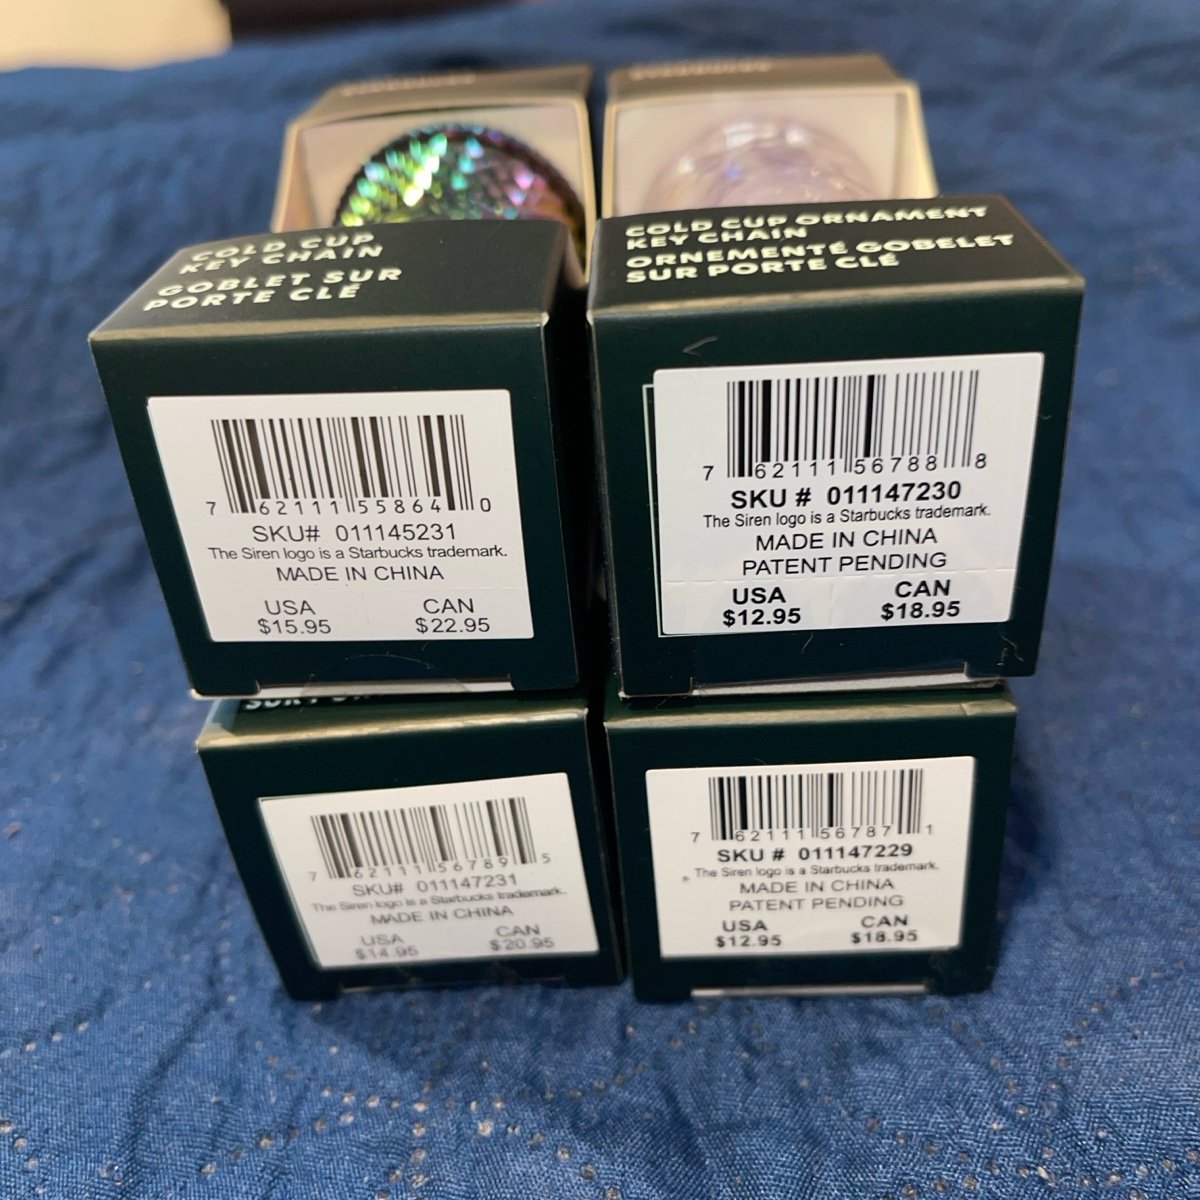 COLD CUP
KEY CHAIN
GOBLET SUR
PORTE CLÉ
7 62111 55864 0
SKU# 011145231
The Siren logo is a Starbucks trademark.
MADE IN CHINA
USA CAN
$15.95 $22.95
COLD CUP ORNAMENT
KEY CHAIN
ORNEMENTÉ GOBELET
SUR PORTE CLÉ
7 62111 56788 8
SKU # 011147230
The Siren logo is a Starbucks trademark.
MADE IN CHINA
PATENT PENDING
USA CAN
$12.95 $18.95
7 62111 56789 5
SKU# 011147231
The Siren logo is a Starbucks trademark.
MADE IN CHINA
USA CAN
$14.95 $20.95
7 62111 56787 1
SKU # 011147229
The Siren logo is a Starbucks trademark.
MADE IN CHINA
PATENT PENDING
USA CAN
$12.95 $18.95